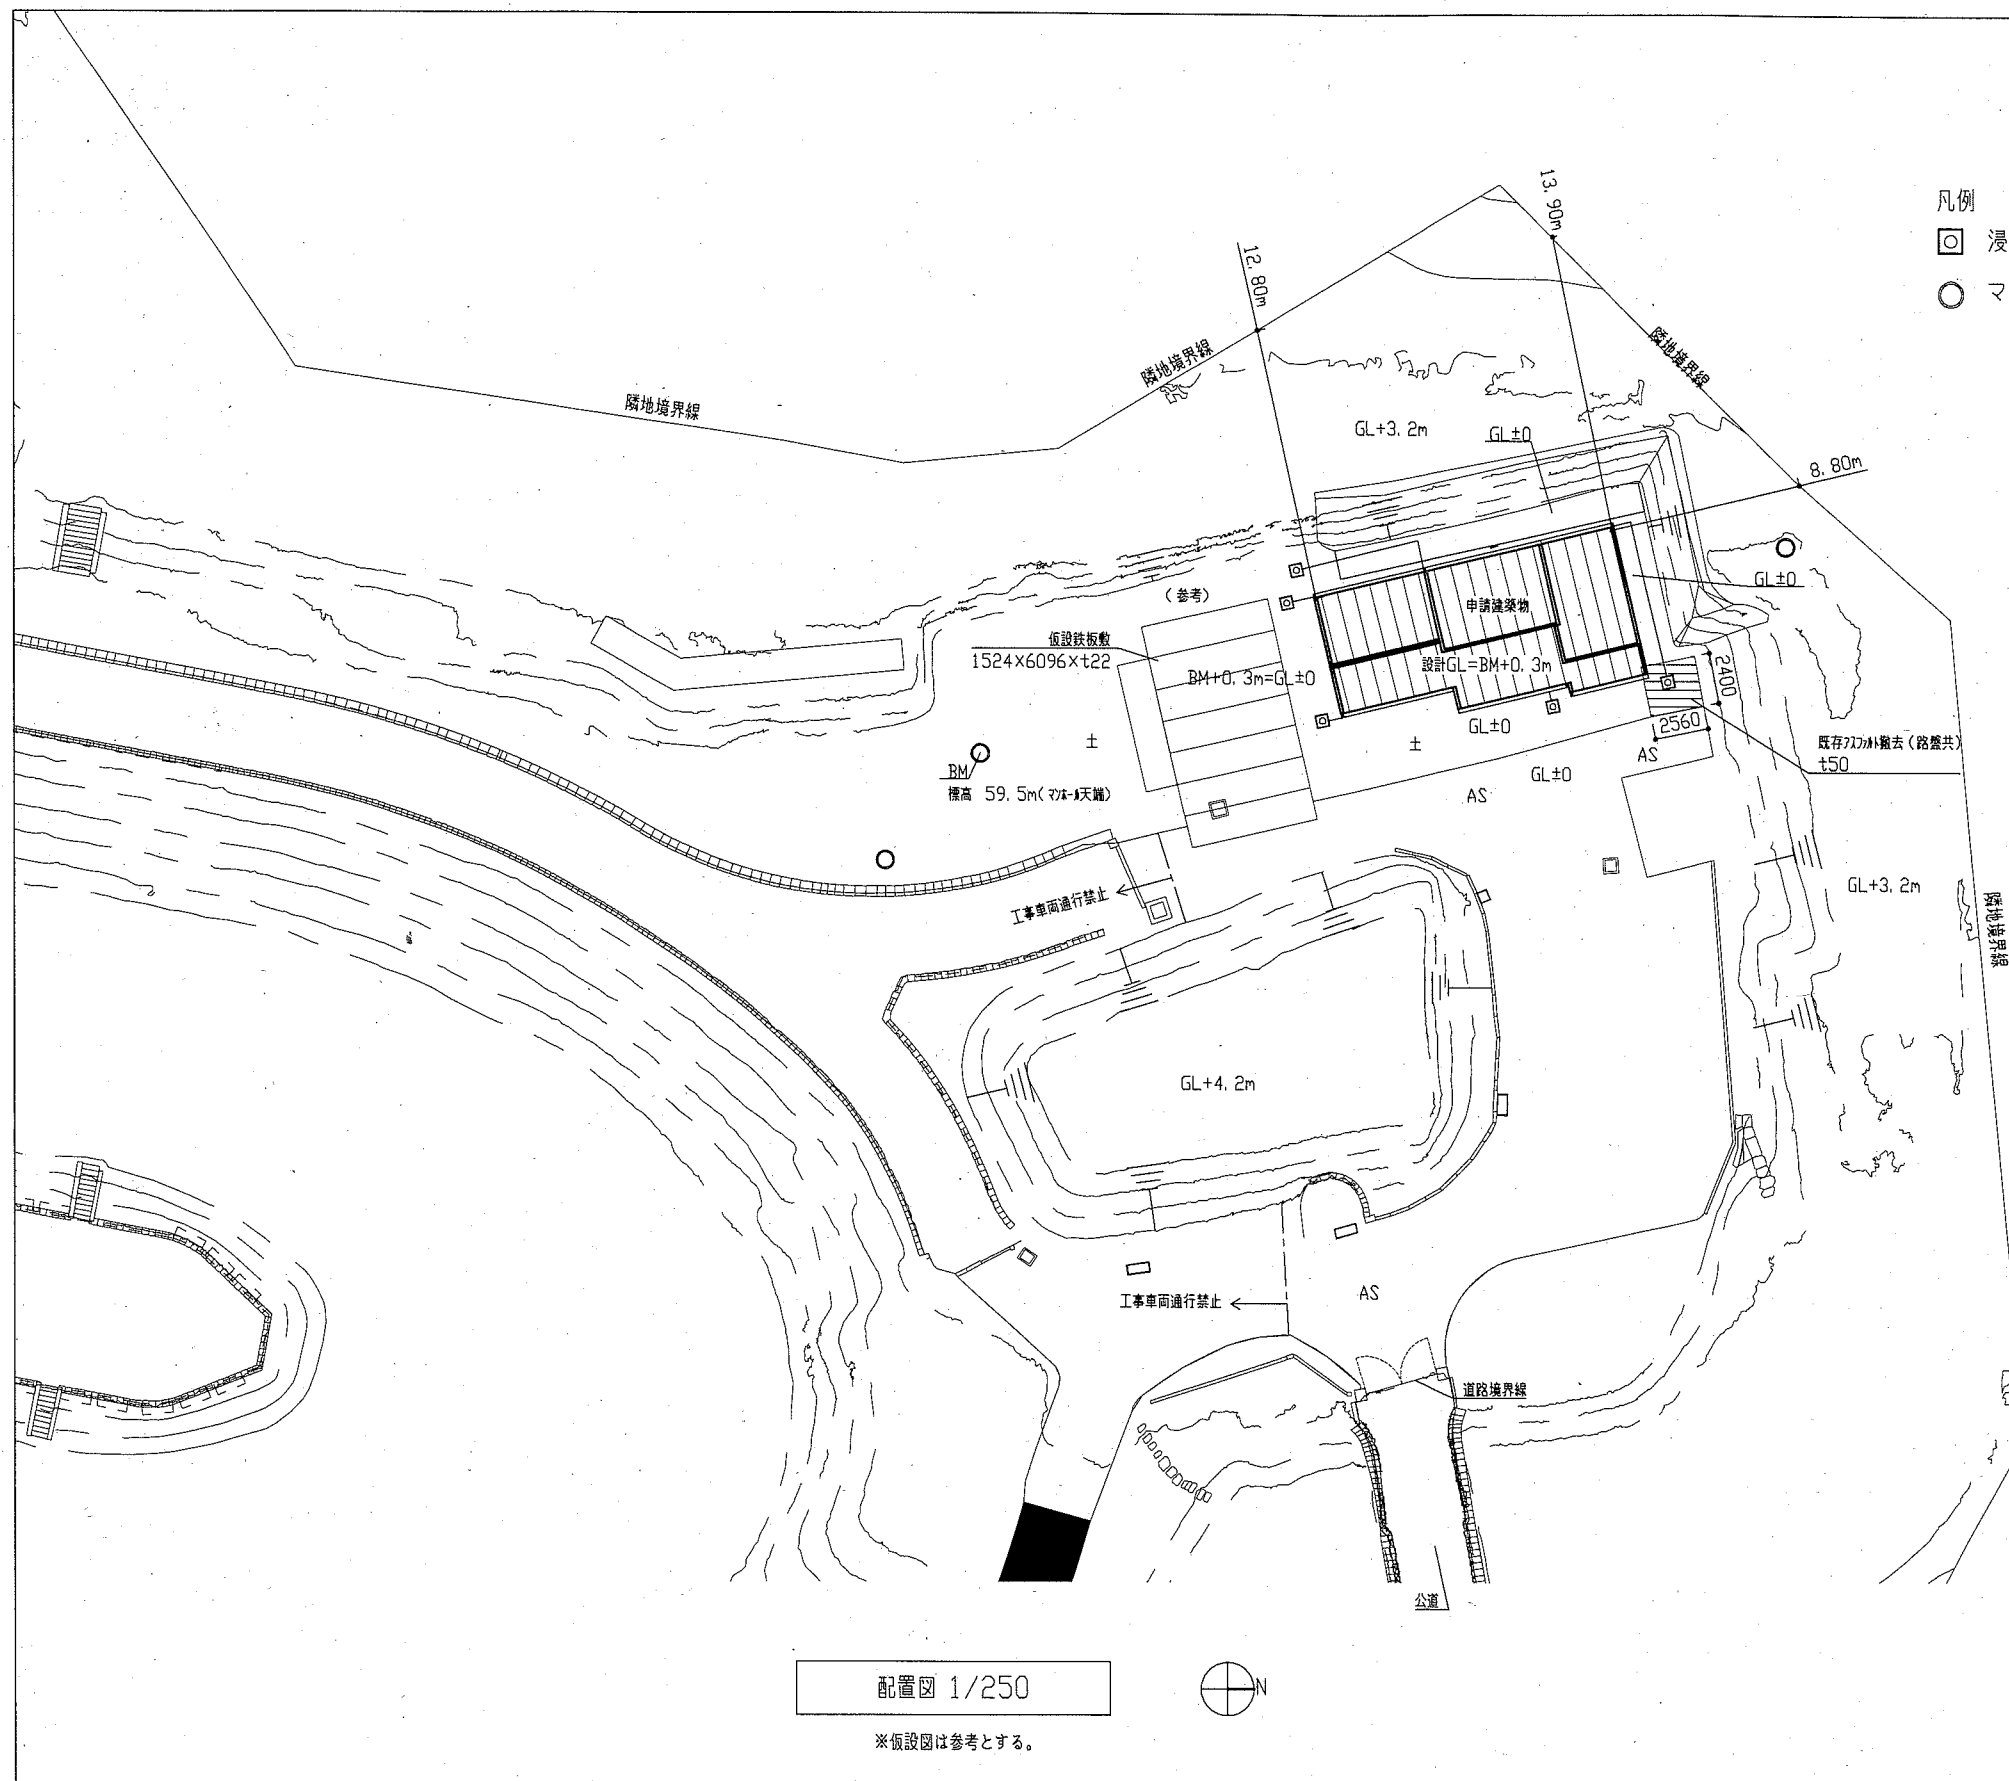 13.90m
凡例
浸
マ
12.80m
隣地境界線
隣地境界線
隣地境界線
GL+3.2m
GL±0
8.80m
GL±0
(参考)
仮設鉄板敷
1524×6096×t22
申請建築物
BM+0.3m=GL±0
設計GL=BM+0.3m
2400
2560
GL±0
土
土
AS
既存アスファルト撤去(路盤共)
t50
BM
標高 59.5m(マンホール天端)
GL±0
AS
GL+3.2m
隣地境界線
工事車両通行禁止
GL+4.2m
工事車両通行禁止
AS
道路境界線
公道
配置図 1/250
N
※仮設図は参考とする。